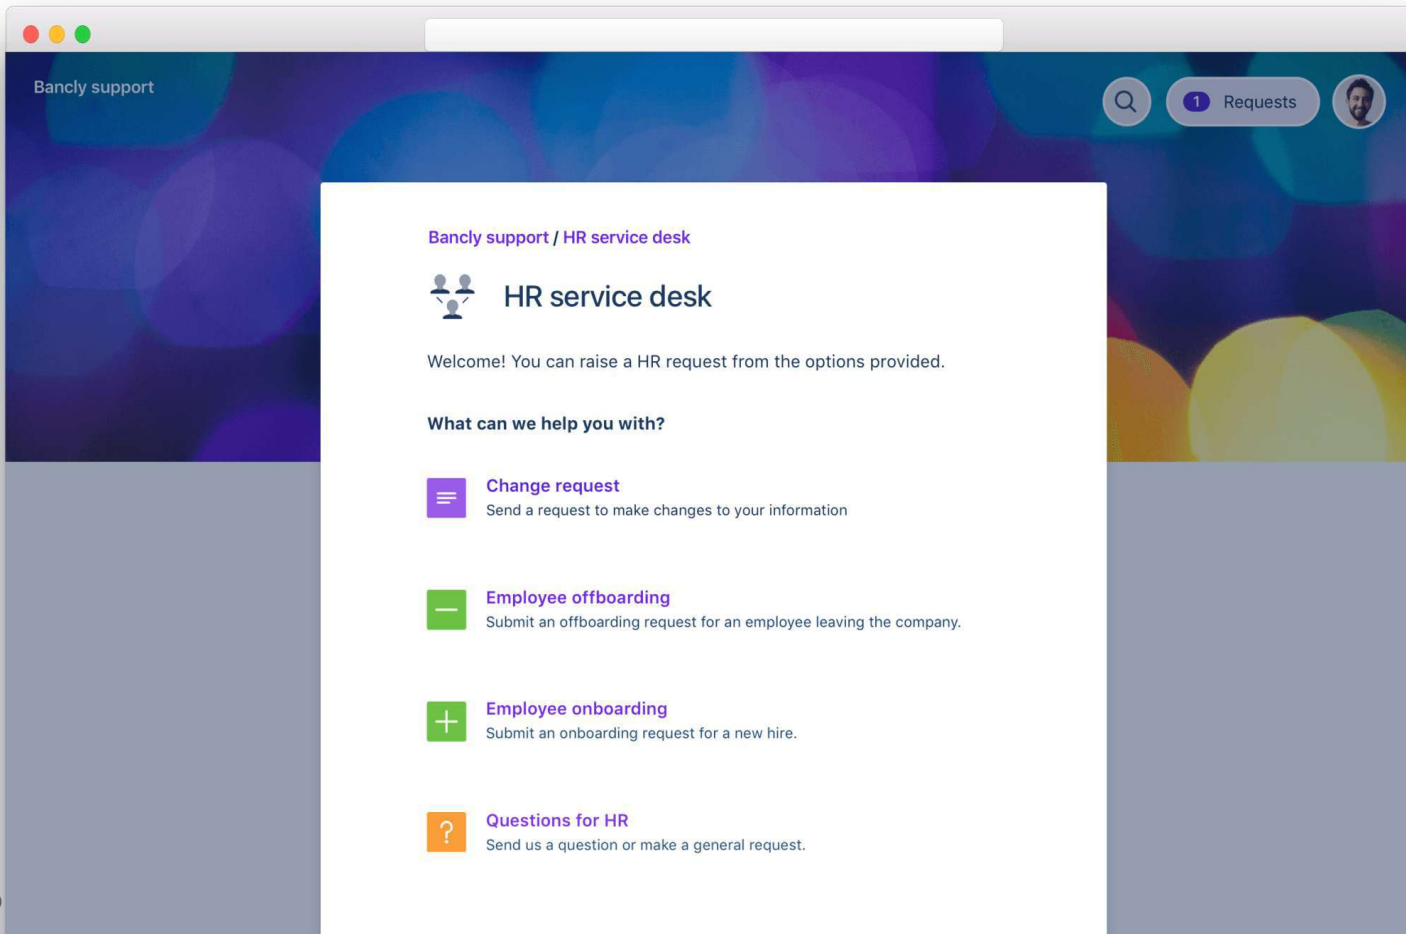 Bancly support
1 Requests
Bancly support / HR service desk
HR service desk
Welcome! You can raise a HR request from the options provided.
What can we help you with?
Change request
Send a request to make changes to your information
Employee offboarding
Submit an offboarding request for an employee leaving the company.
Employee onboarding
Submit an onboarding request for a new hire.
?
Questions for HR
Send us a question or make a general request.